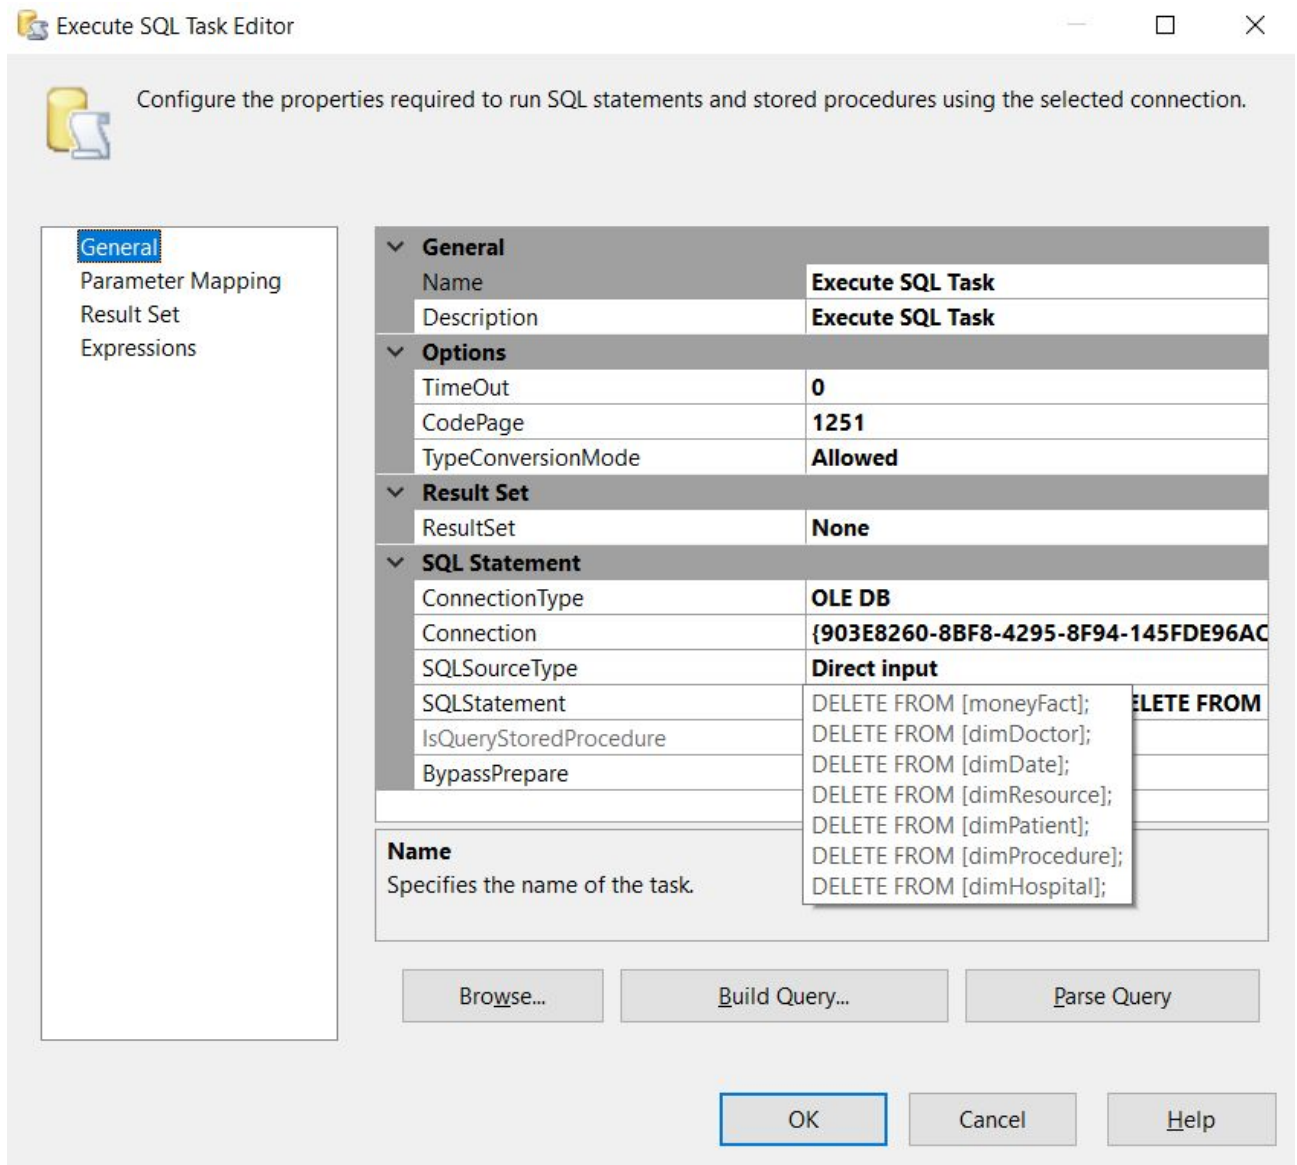 Execute SQL Task Editor
Configure the properties required to run SQL statements and stored procedures using the selected connection.
General
Parameter Mapping
Result Set
Expressions
General
Name Execute SQL Task
Description Execute SQL Task
Options
TimeOut 0
CodePage 1251
TypeConversionMode Allowed
Result Set
ResultSet None
SQL Statement
ConnectionType OLE DB
Connection {903E8260-8BF8-4295-8F94-145FDE96AC
SQLSourceType Direct input
SQLStatement ELETE FROM
IsQueryStoredProcedure
BypassPrepare
DELETE FROM [moneyFact];
DELETE FROM [dimDoctor];
DELETE FROM [dimDate];
DELETE FROM [dimResource];
DELETE FROM [dimPatient];
DELETE FROM [dimProcedure];
DELETE FROM [dimHospital];
Name
Specifies the name of the task.
Browse...
Build Query...
Parse Query
OK
Cancel
Help